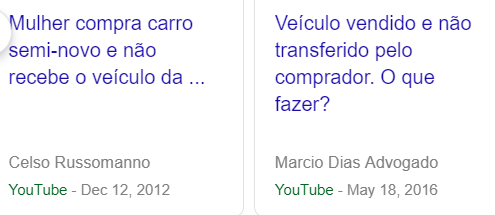 Mulher compra carro
semi-novo e não
recebe o veículo da ...
Celso Russomanno
YouTube - Dec 12, 2012
Veículo vendido e não
transferido pelo
comprador. O que
fazer?
Marcio Dias Advogado
YouTube - May 18, 2016